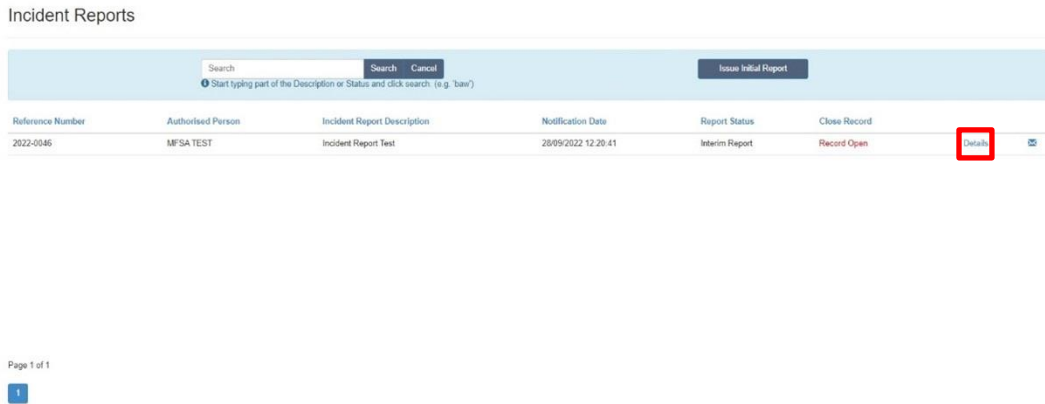 Incident Reports
Search Search Cancel Issue Initial Report
Start typing part of the Description or Status and click search. (e.g. 'baw')
Reference Number Authorised Person Incident Report Description Notification Date Report Status Close Record
2022-0046 MFSA TEST Incident Report Test 28/09/2022 12:20:41 Interim Report Record Open Details
Page 1 of 1
1